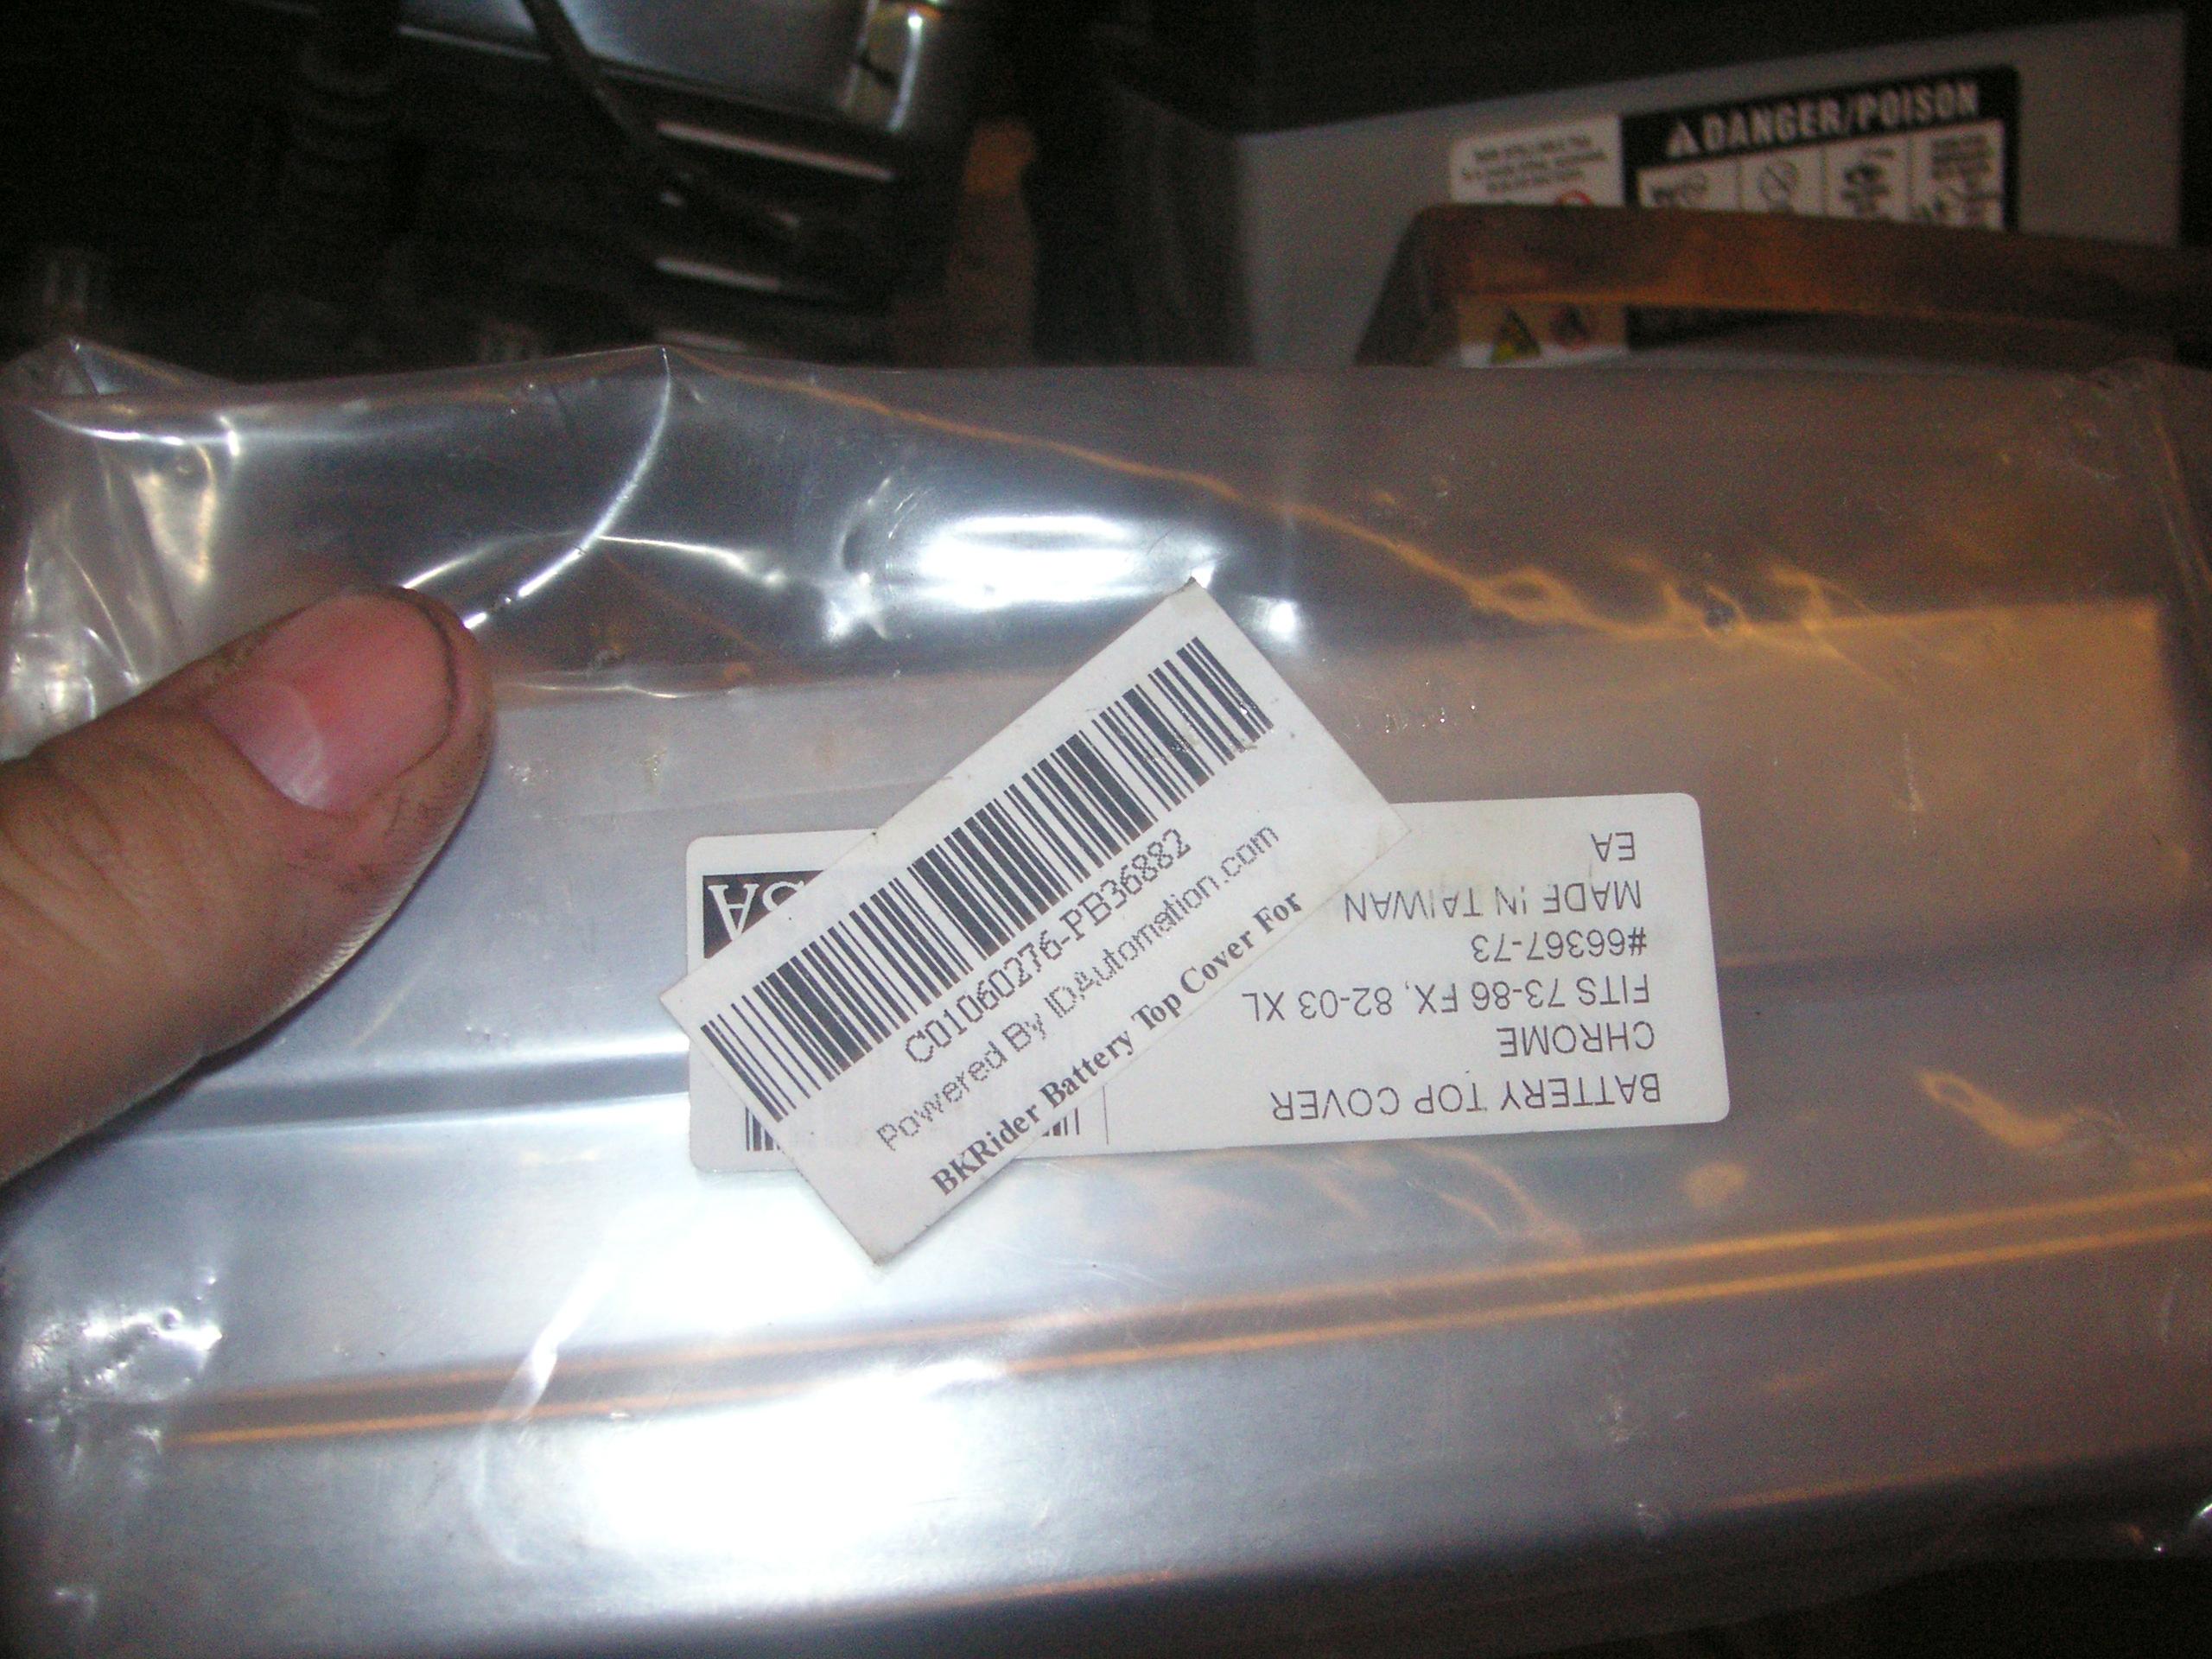 DANGER/POISON
C01060276-PB36882
Powered By IDAutomation.com
BKRider Battery Top Cover For
BATTERY TOP COVER
CHROME
FITS 73-86 FX, 82-03 XL
#66367-73
MADE IN TAIWAN
EA